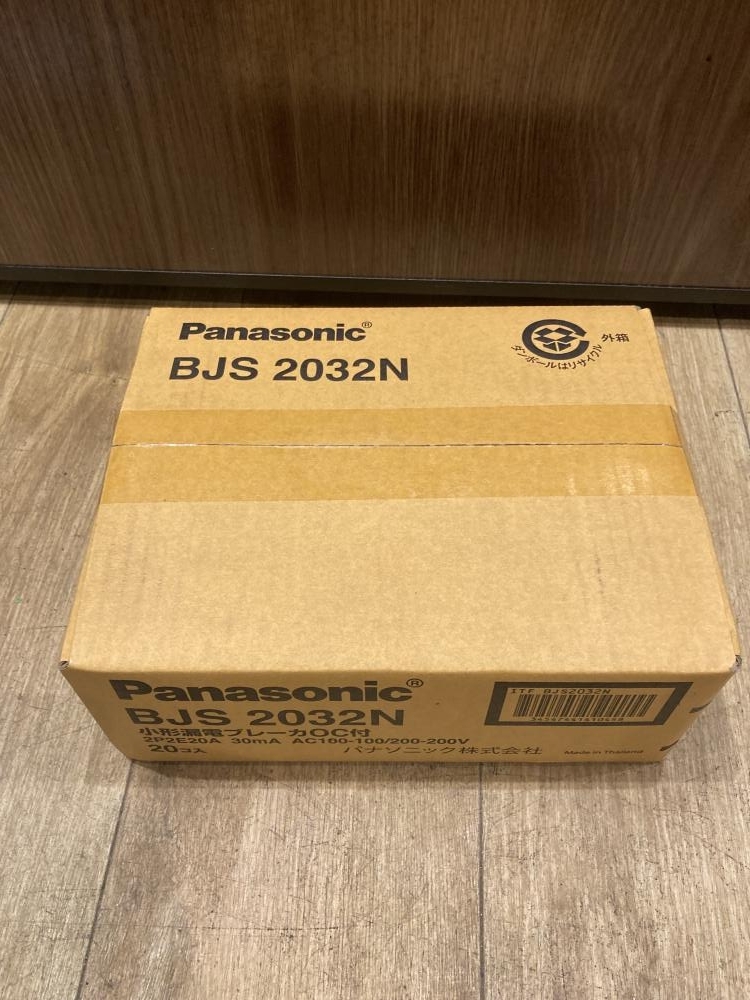 Panasonic®
BJS 2032N
外箱
ダンボールはリサイクル
Panasonic®
BJS 2032N
小形漏電ブレーカOC付
2P2E20A 30mA AC100-100/200-200V
20コ入
パナソニック株式会社
Made in Thailand
ITF BJS2032N